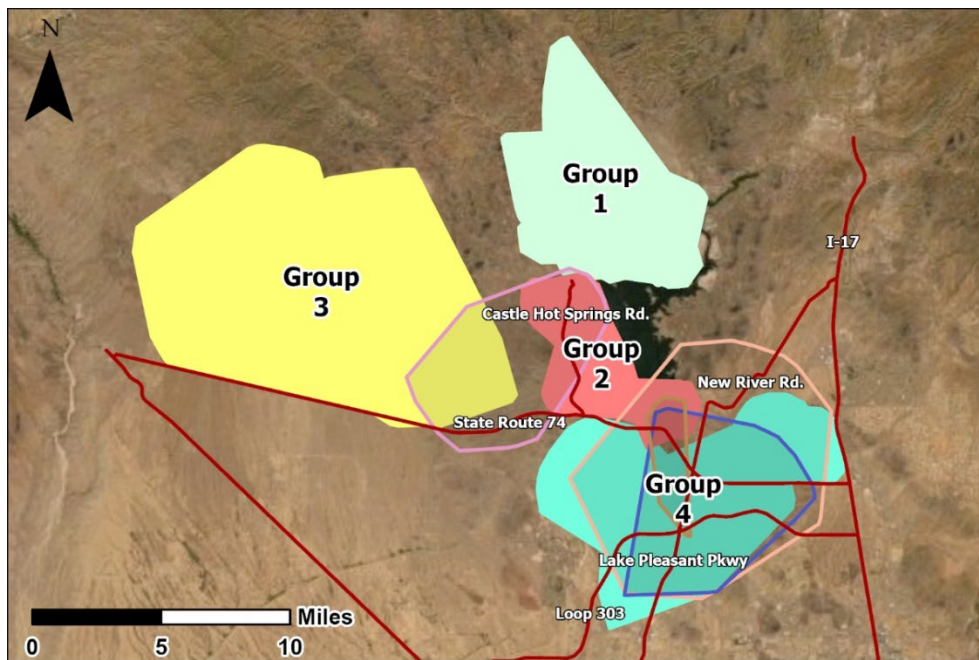 N
Group
1
I-17
Group
3
Castle Hot Springs Rd.
Group
2
New River Rd.
State Route 74
Group
4
Lake Pleasant Pkwy
Loop 303
Miles
0 5 10